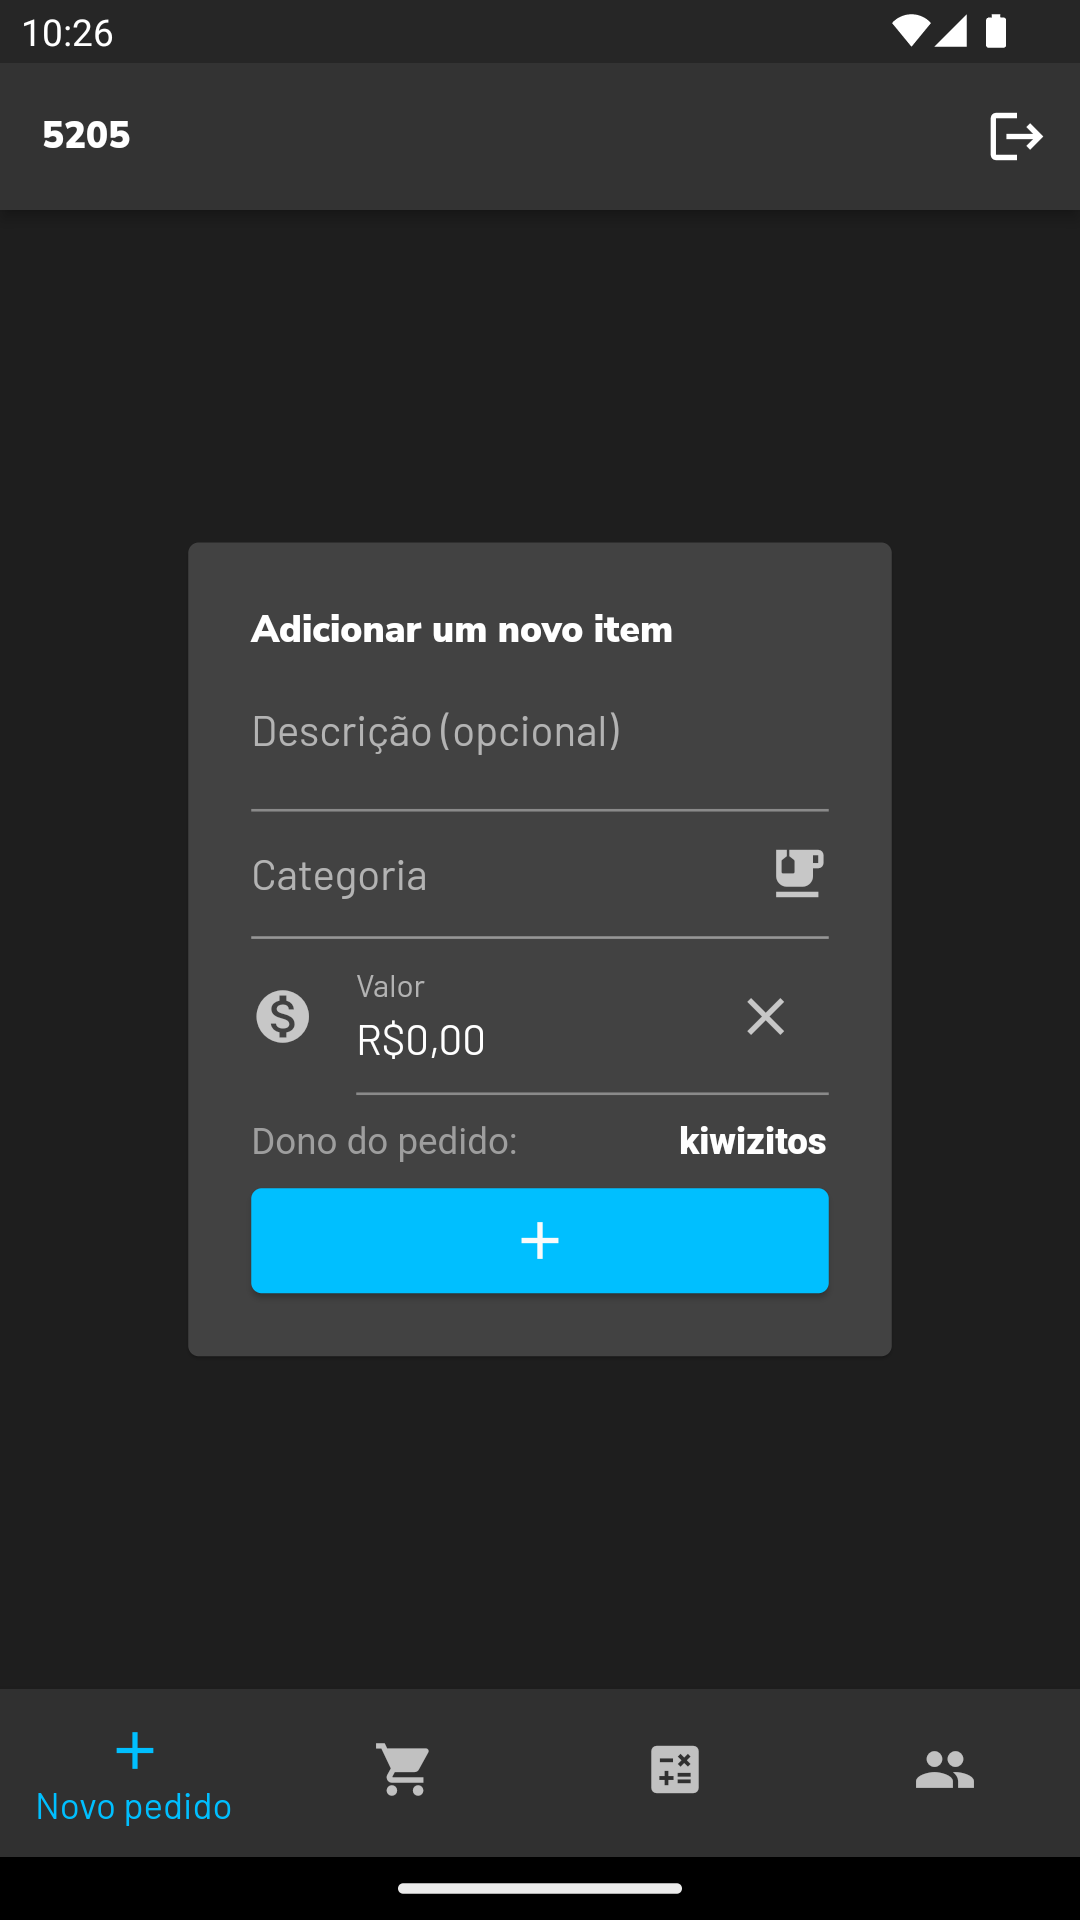 10:26
5205
Adicionar um novo item
Descrição (opcional)
Categoria
Valor
R$0,00
Dono do pedido: kiwizitos
Novo pedido